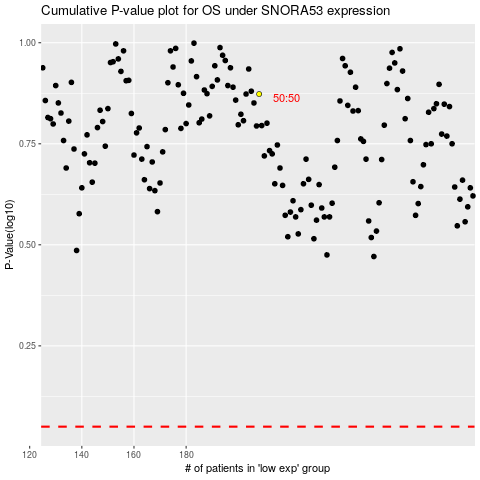 Cumulative P-value plot for OS under SNORA53 expression
P-Value(log10)
1.00
0.75
0.50
0.25
50:50
120 140 160 180
# of patients in 'low exp' group